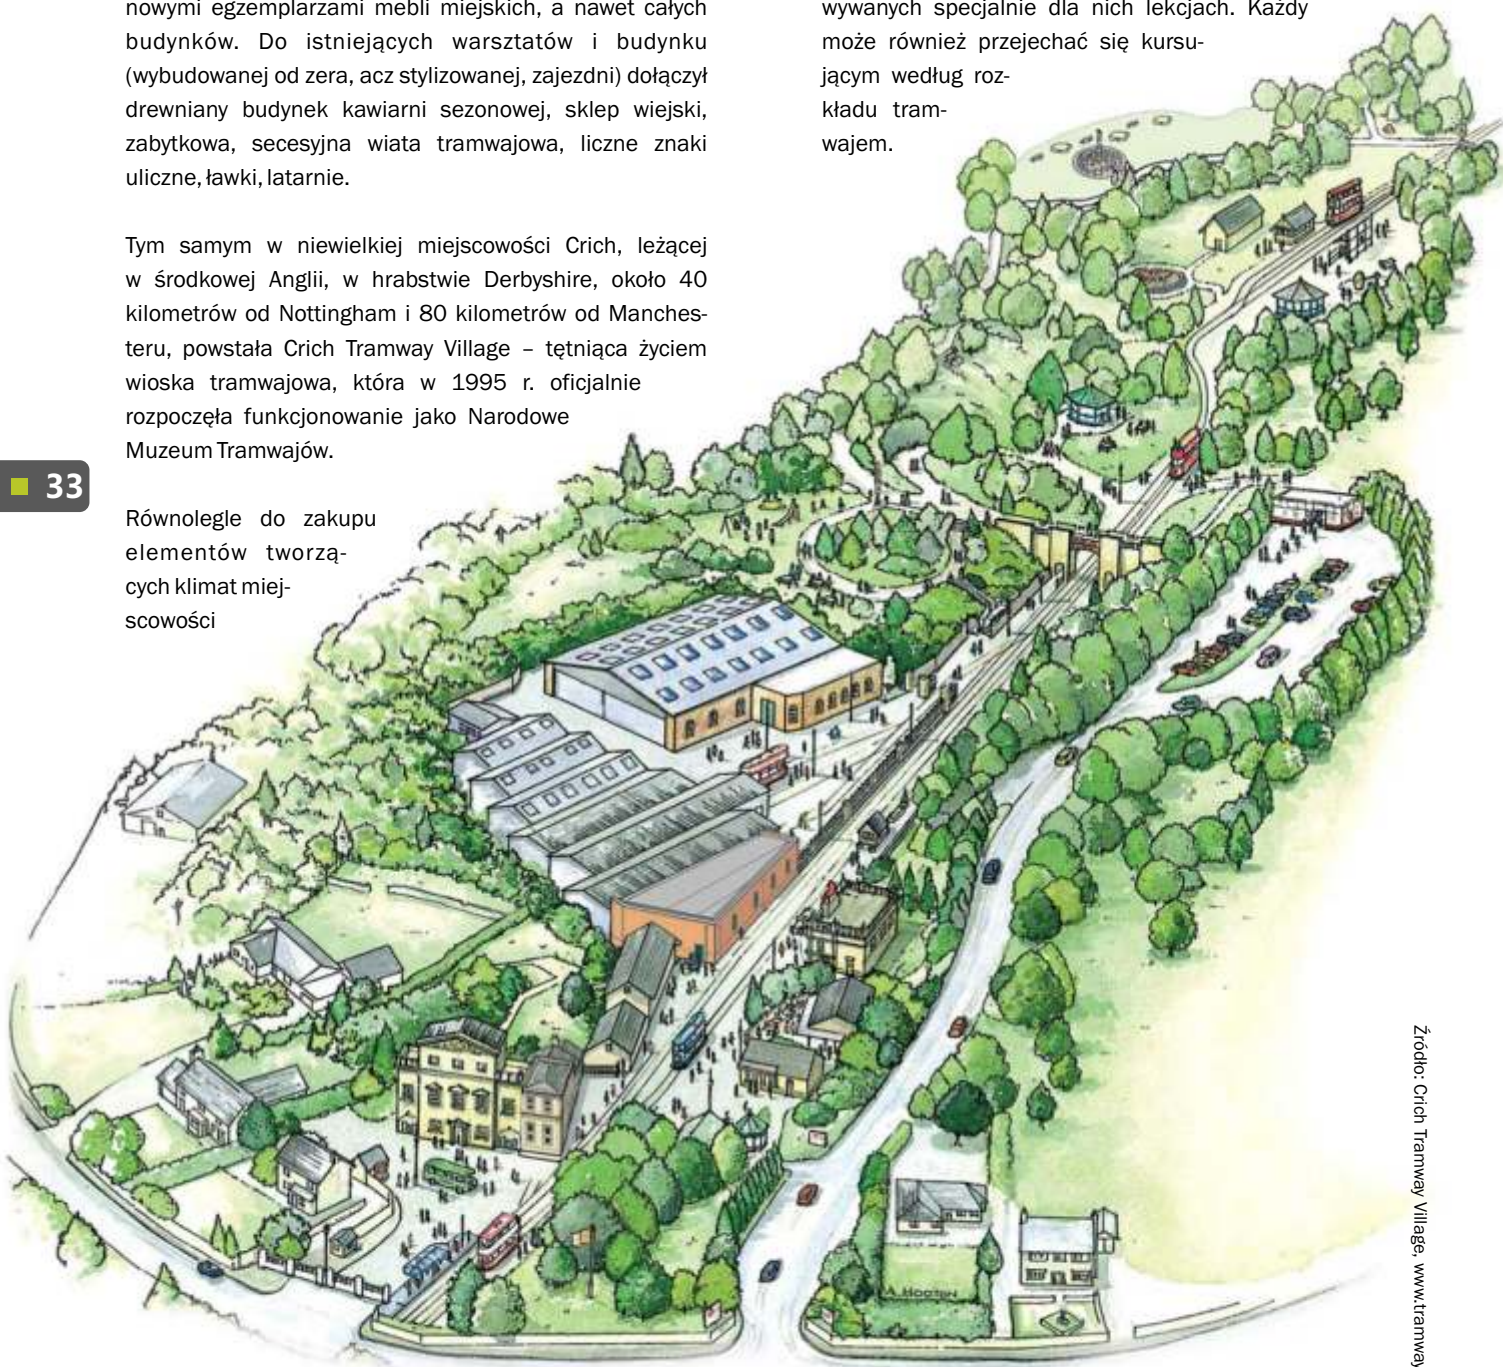 nowymi egzemplarzami mebli miejskich, a nawet całych
budynków. Do istniejących warsztatów i budynku
(wybudowanej od zera, acz stylizowanej, zajezdni) dołączył
drewniany budynek kawiarni sezonowej, sklep wiejski,
zabytkowa, secesyjna wiata tramwajowa, liczne znaki
uliczne, ławki, latarnie.
Tym samym w niewielkiej miejscowości Crich, leżącej
w środkowej Anglii, w hrabstwie Derbyshire, około 40
kilometrów od Nottingham i 80 kilometrów od Manches-
teru, powstała Crich Tramway Village – tętniąca życiem
wioska tramwajowa, która w 1995 r. oficjalnie
rozpoczęła funkcjonowanie jako Narodowe
Muzeum Tramwajów.
33
Równolegle do zakupu
elementów tworzą-
cych klimat miej-
scowości
wywanych specjalnie dla nich lekcjach. Każdy
może również przejechać się kursu-
jącym według roz-
kładu tram-
wajem.
A HOOTON
Źródło: Crich Tramway Village, www.tramway